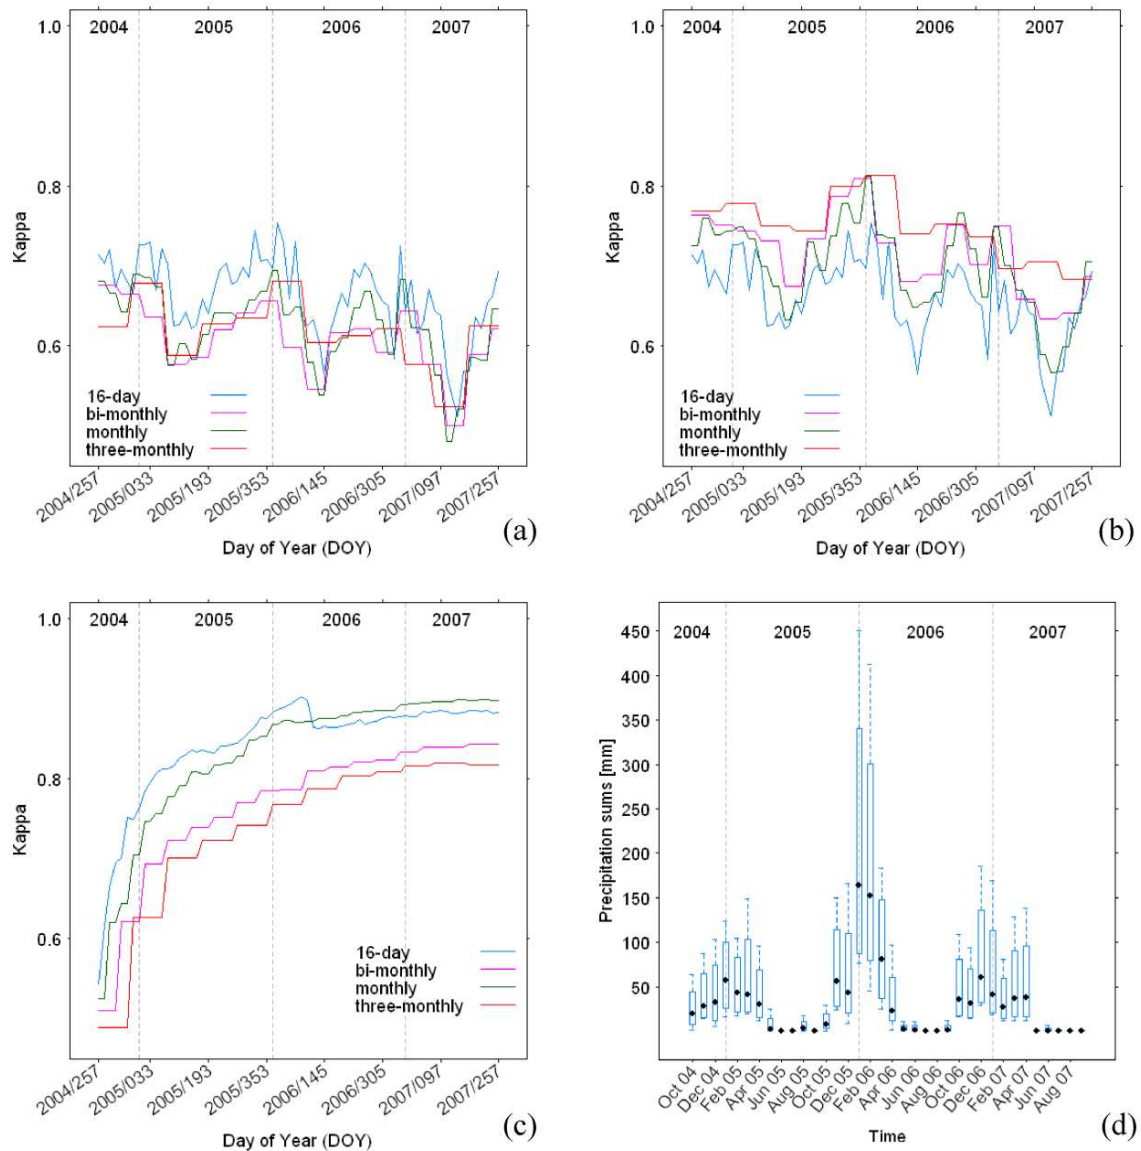 1.0
2004 2005 2006 2007
0.8
Kappa
0.6
16-day
bi-monthly
monthly
three-monthly
2004/257 2005/033 2005/193 2005/353 2006/145 2006/305 2007/097 2007/257
Day of Year (DOY)
(a)
1.0
2004 2005 2006 2007
0.8
Kappa
0.6
16-day
bi-monthly
monthly
three-monthly
2004/257 2005/033 2005/193 2005/353 2006/145 2006/305 2007/097 2007/257
Day of Year (DOY)
(b)
1.0
2004 2005 2006 2007
0.8
Kappa
0.6
16-day
bi-monthly
monthly
three-monthly
2004/257 2005/033 2005/193 2005/353 2006/145 2006/305 2007/097 2007/257
Day of Year (DOY)
(c)
2004 2005 2006 2007
450
400
350
300
250
200
150
100
50
Precipitation sums [mm]
Oct 04 Dec 04 Feb 05 Apr 05 Jun 05 Aug 05 Oct 05 Dec 05 Feb 06 Apr 06 Jun 06 Aug 06 Oct 06 Dec 06 Feb 07 Apr 07 Jun 07 Aug 07
Time
(d)